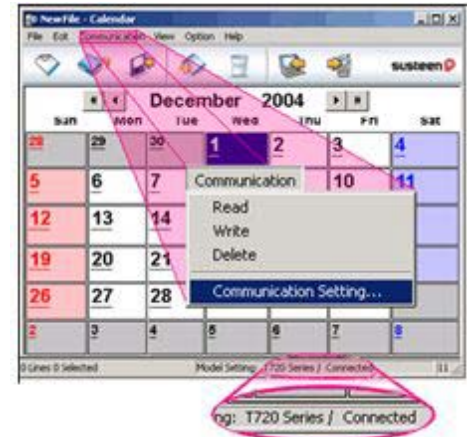 NewFile - Calendar
File Edit Communication View Option Help
susteen
December 2004
Sun Mon Tue Wed Thu Fri Sat
28 29 30 1 2 3 4
5 6 7 Communication 10 11
Read
12 13 14
Write
Delete
19 20 21
Communication Setting...
26 27 28
2 3 4 5 6 7 8
0 Lines 0 Selected Model Setting: T720 Series / Connected 11
ng: T720 Series / Connected